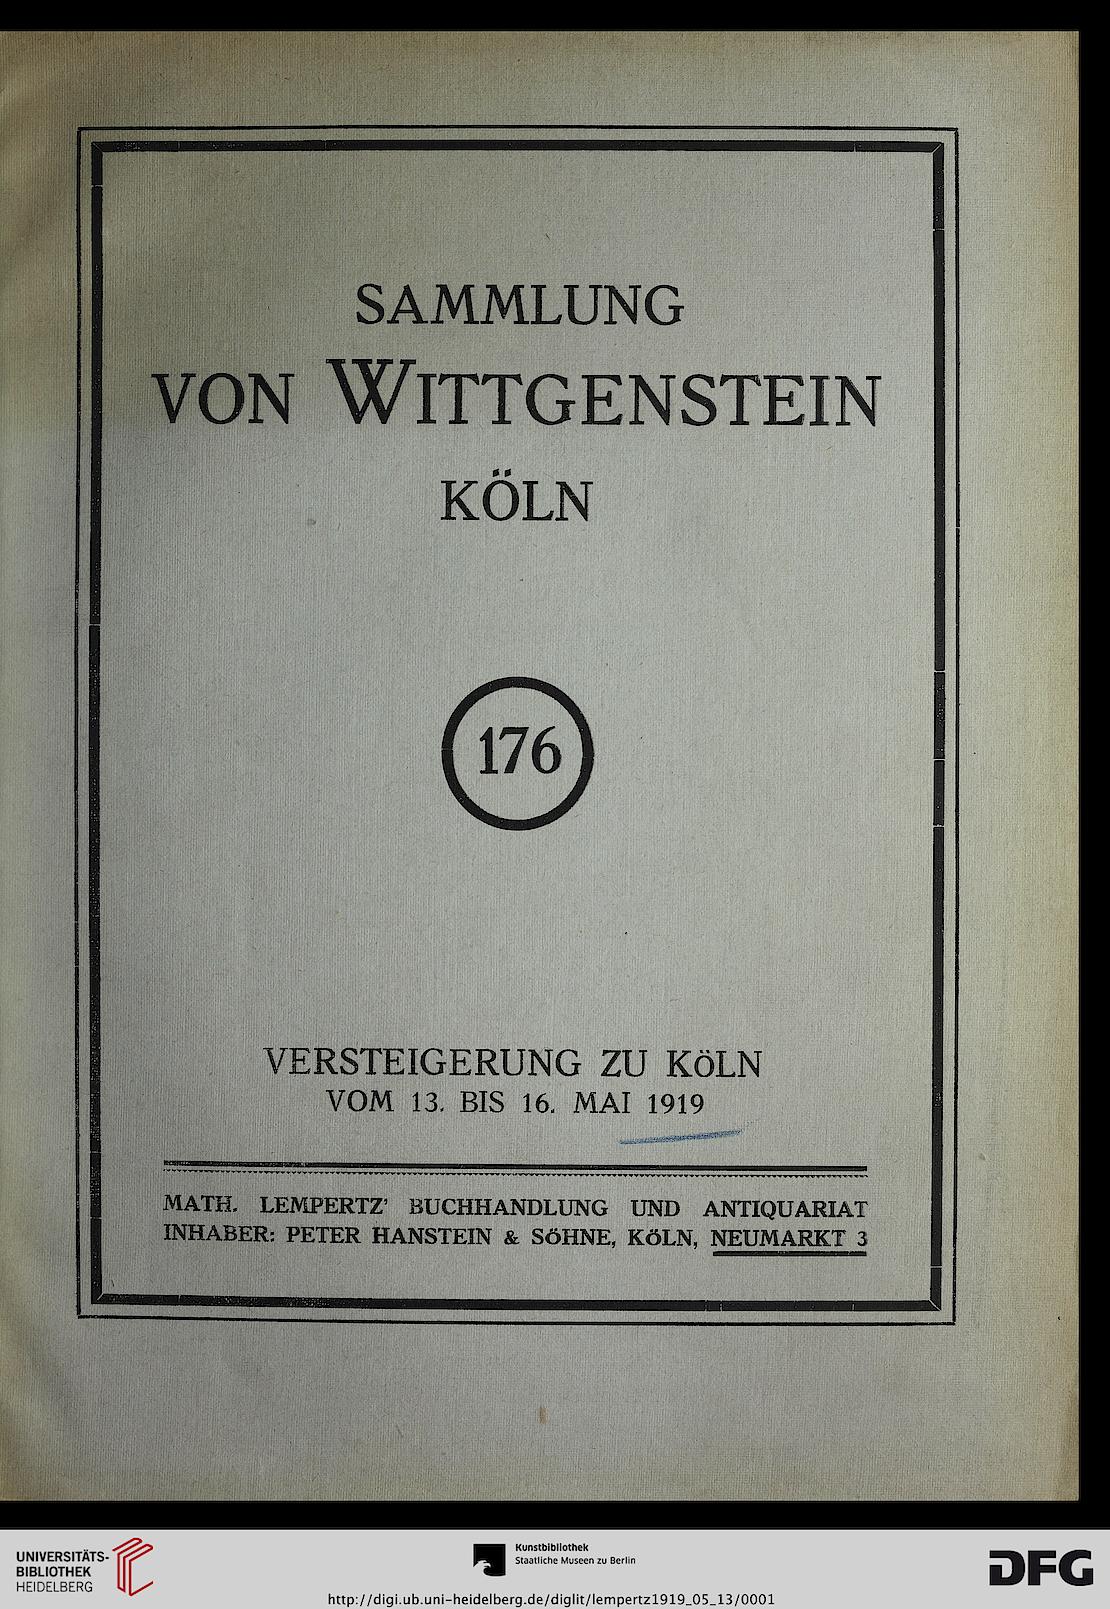 SAMMLUNG
VON WITTGENSTEIN
KÖLN
176
VERSTEIGERUNG ZU KÖLN
VOM 13. BIS 16. MAI 1919
MATH. LEMPERTZ' BUCHHANDLUNG UND ANTIQUARIAT
INHABER: PETER HANSTEIN & SÖHNE, KÖLN, NEUMARKT 3
UNIVERSITÄTS-
BIBLIOTHEK
HEIDELBERG
Kunstbibliothek
Staatliche Museen zu Berlin
DFG
http://digi.ub.uni-heidelberg.de/diglit/lempertz1919_05_13/0001